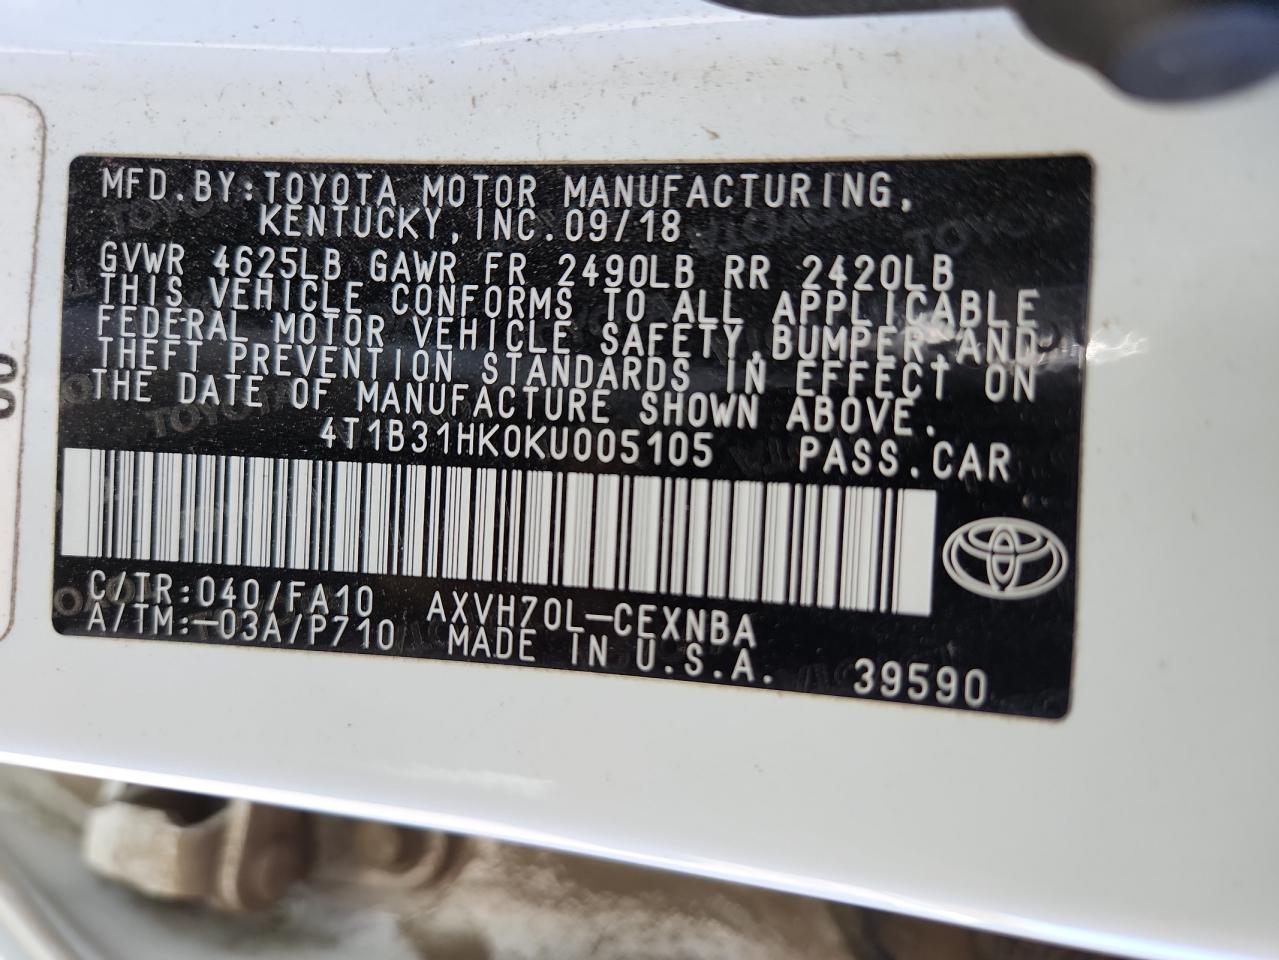 MFD.BY:TOYOTA MOTOR MANUFACTURING,
KENTUCKY,INC.09/18
GVWR 4625LB GAWR FR 2490LB RR 2420LB
THIS VEHICLE CONFORMS TO ALL APPLICABLE
FEDERAL MOTOR VEHICLE SAFETY,BUMPER,AND
THEFT PREVENTION STANDARDS IN EFFECT ON
THE DATE OF MANUFACTURE SHOWN ABOVE.
4T1B31HK0KU005105 PASS.CAR
C/TR:040/FA10 AXVH70L-CEXNBA
A/TM:-03A/P710 MADE IN U.S.A. 39590